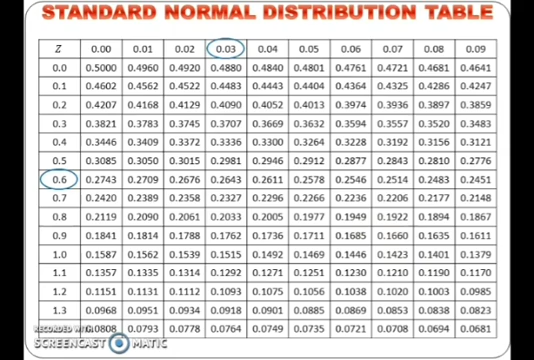 STANDARD NORMAL DISTRIBUTION TABLE
Z 0.00 0.01 0.02 0.03 0.04 0.05 0.06 0.07 0.08 0.09
0.0 0.5000 0.4960 0.4920 0.4880 0.4840 0.4801 0.4761 0.4721 0.4681 0.4641
0.1 0.4602 0.4562 0.4522 0.4483 0.4443 0.4404 0.4364 0.4325 0.4286 0.4247
0.2 0.4207 0.4168 0.4129 0.4090 0.4052 0.4013 0.3974 0.3936 0.3897 0.3859
0.3 0.3821 0.3783 0.3745 0.3707 0.3669 0.3632 0.3594 0.3557 0.3520 0.3483
0.4 0.3446 0.3409 0.3372 0.3336 0.3300 0.3264 0.3228 0.3192 0.3156 0.3121
0.5 0.3085 0.3050 0.3015 0.2981 0.2946 0.2912 0.2877 0.2843 0.2810 0.2776
0.6 0.2743 0.2709 0.2676 0.2643 0.2611 0.2578 0.2546 0.2514 0.2483 0.2451
0.7 0.2420 0.2389 0.2358 0.2327 0.2296 0.2266 0.2236 0.2206 0.2177 0.2148
0.8 0.2119 0.2090 0.2061 0.2033 0.2005 0.1977 0.1949 0.1922 0.1894 0.1867
0.9 0.1841 0.1814 0.1788 0.1762 0.1736 0.1711 0.1685 0.1660 0.1635 0.1611
1.0 0.1587 0.1562 0.1539 0.1515 0.1492 0.1469 0.1446 0.1423 0.1401 0.1379
1.1 0.1357 0.1335 0.1314 0.1292 0.1271 0.1251 0.1230 0.1210 0.1190 0.1170
1.2 0.1151 0.1131 0.1112 0.1093 0.1075 0.1056 0.1038 0.1020 0.1003 0.0985
1.3 0.0968 0.0951 0.0934 0.0918 0.0901 0.0885 0.0869 0.0853 0.0838 0.0823
0.0808 0.0793 0.0778 0.0764 0.0749 0.0735 0.0721 0.0708 0.0694 0.0681
RECORDED WITH
SCREENCAST MATIC